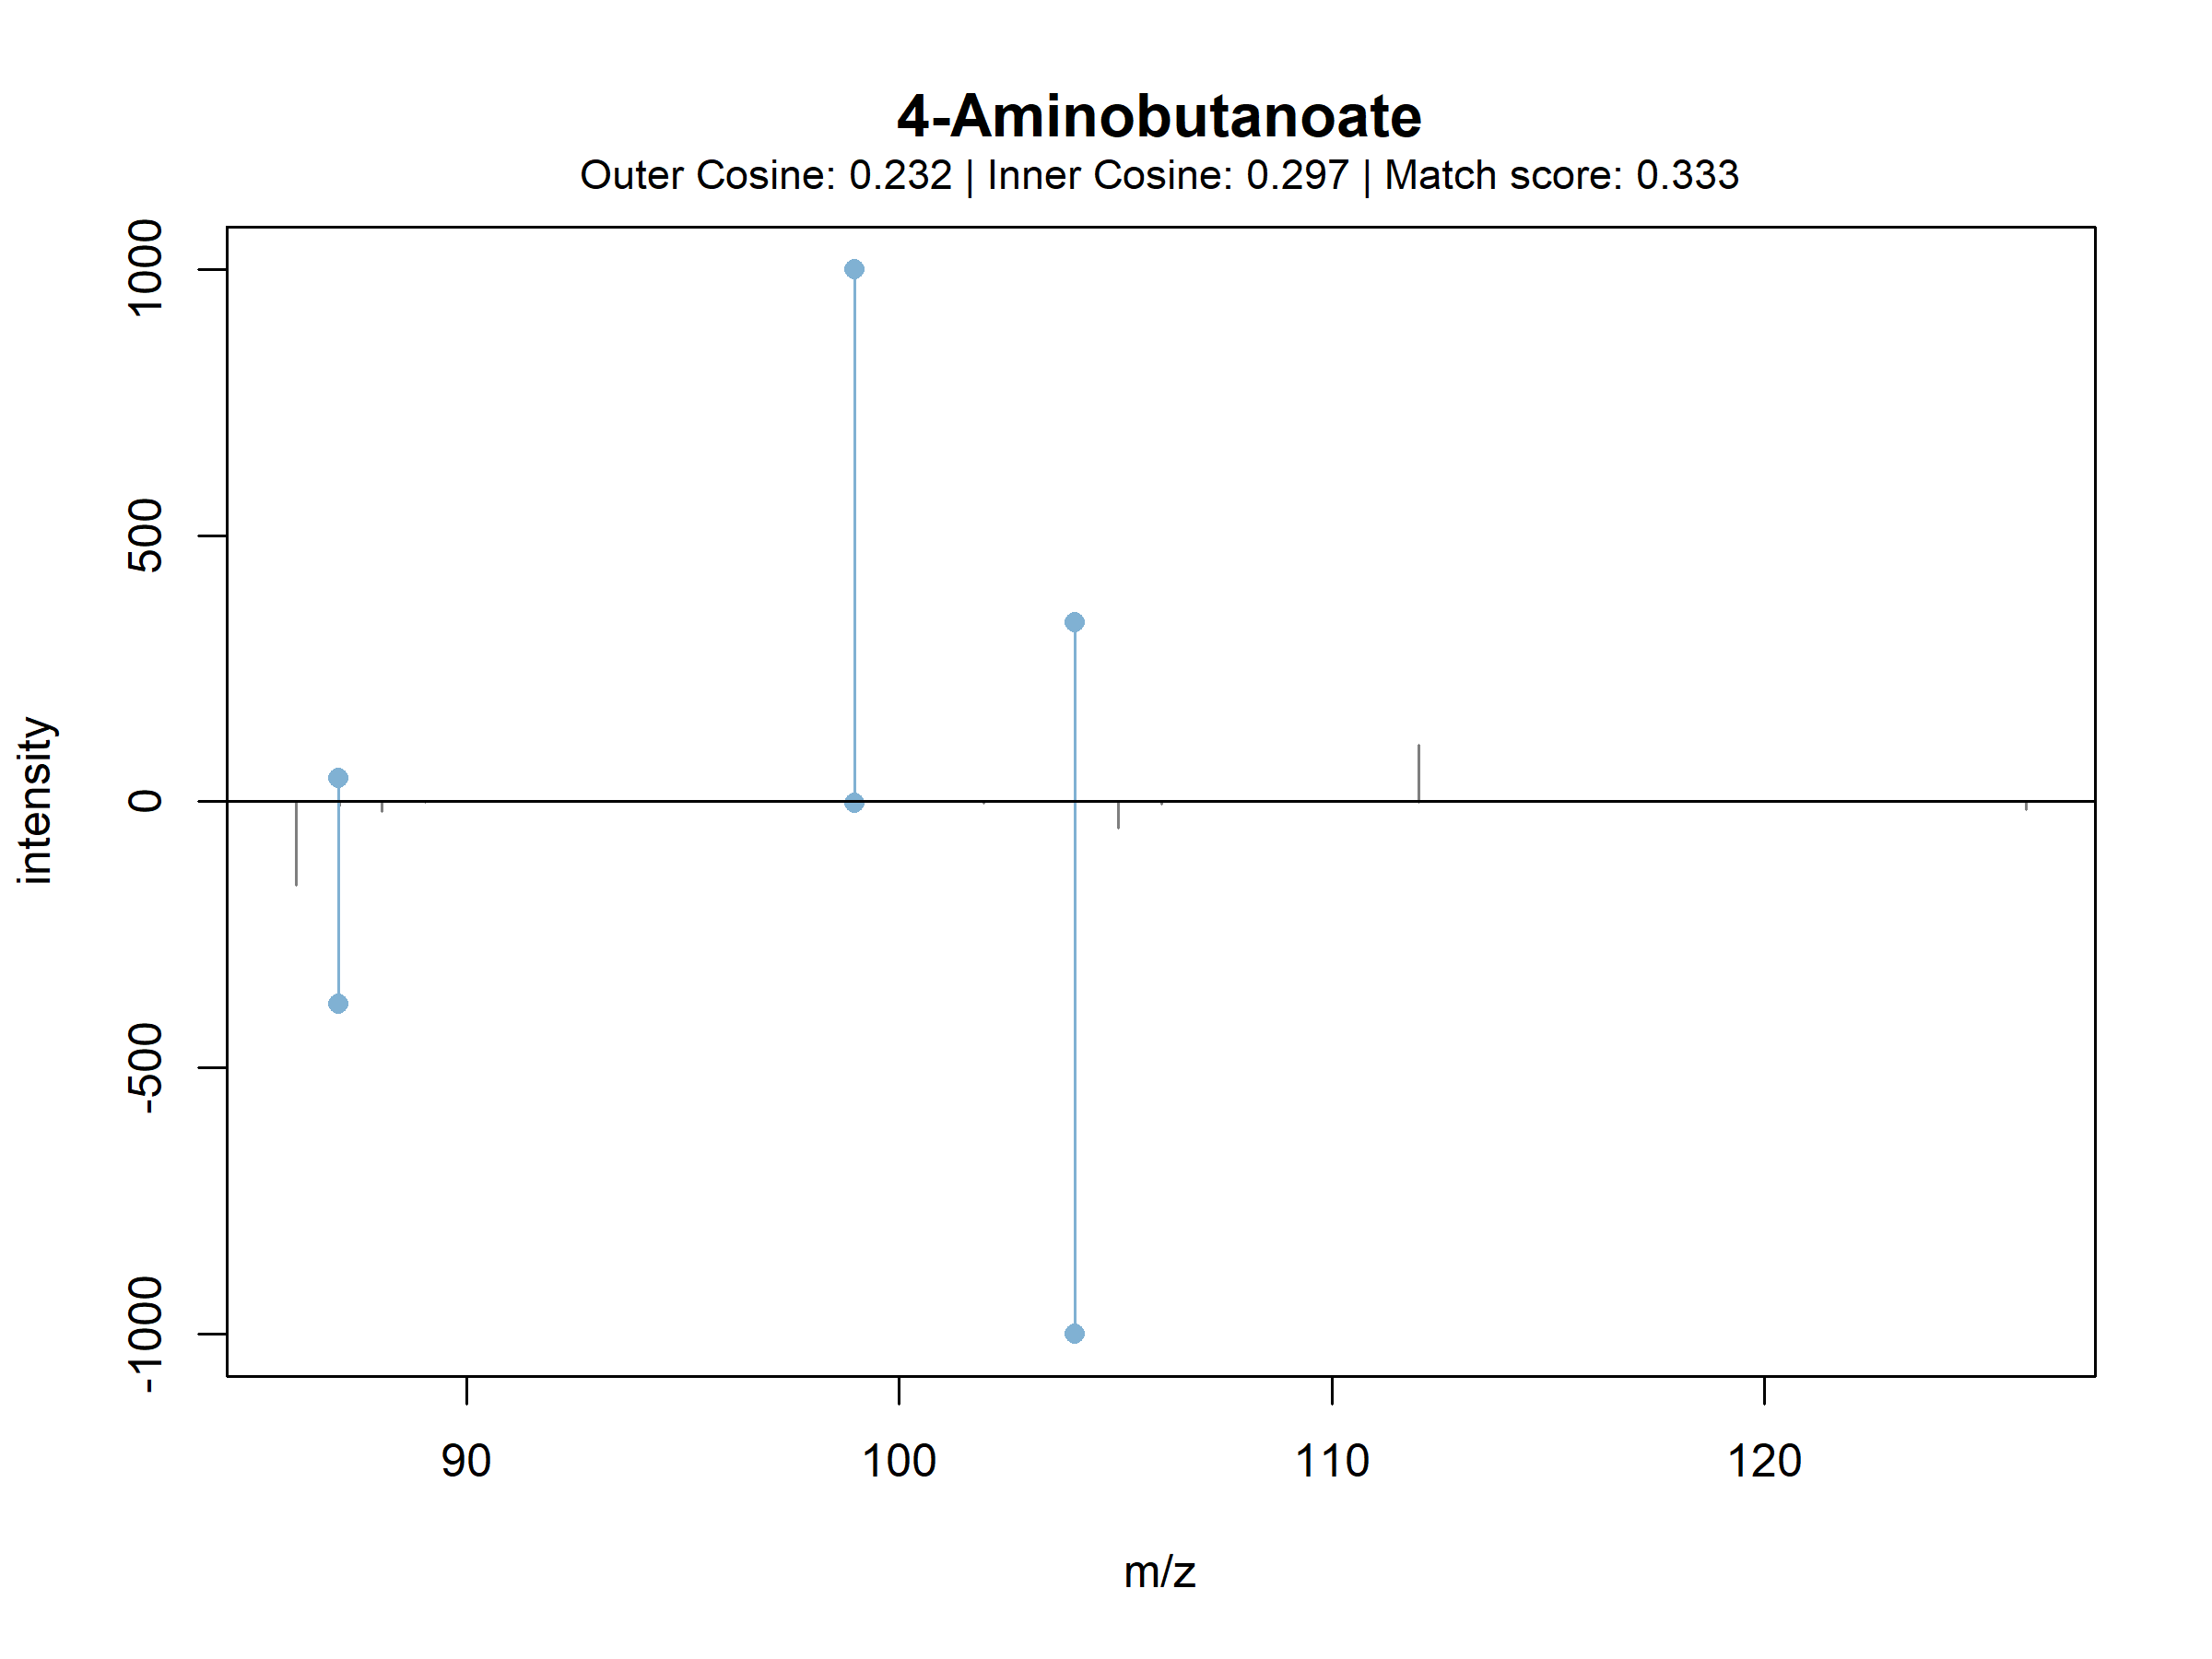 4-Aminobutanoate
Outer Cosine: 0.232 | Inner Cosine: 0.297 | Match score: 0.333
1000
500
0
-500
-1000
intensity
90 100 110 120
m/z